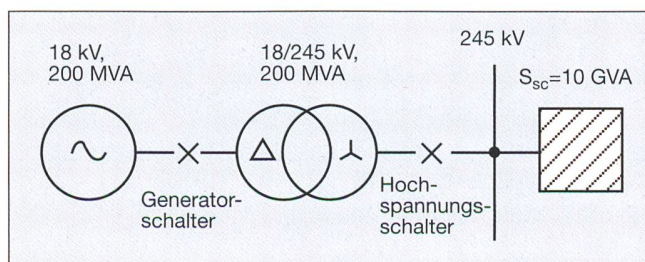 18 kV,
200 MVA
18/245 kV,
200 MVA
245 kV
S_sc=10 GVA
Generator-
schalter
Hoch-
spannungs-
schalter